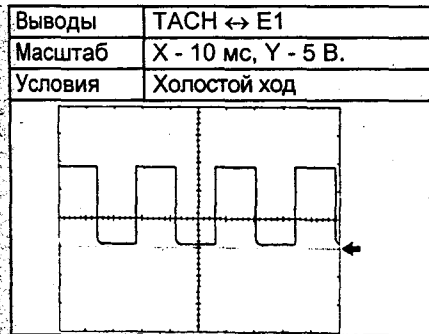 Выводы TACH ↔ E1
Масштаб X - 10 мс, Y - 5 В.
Условия Холостой ход